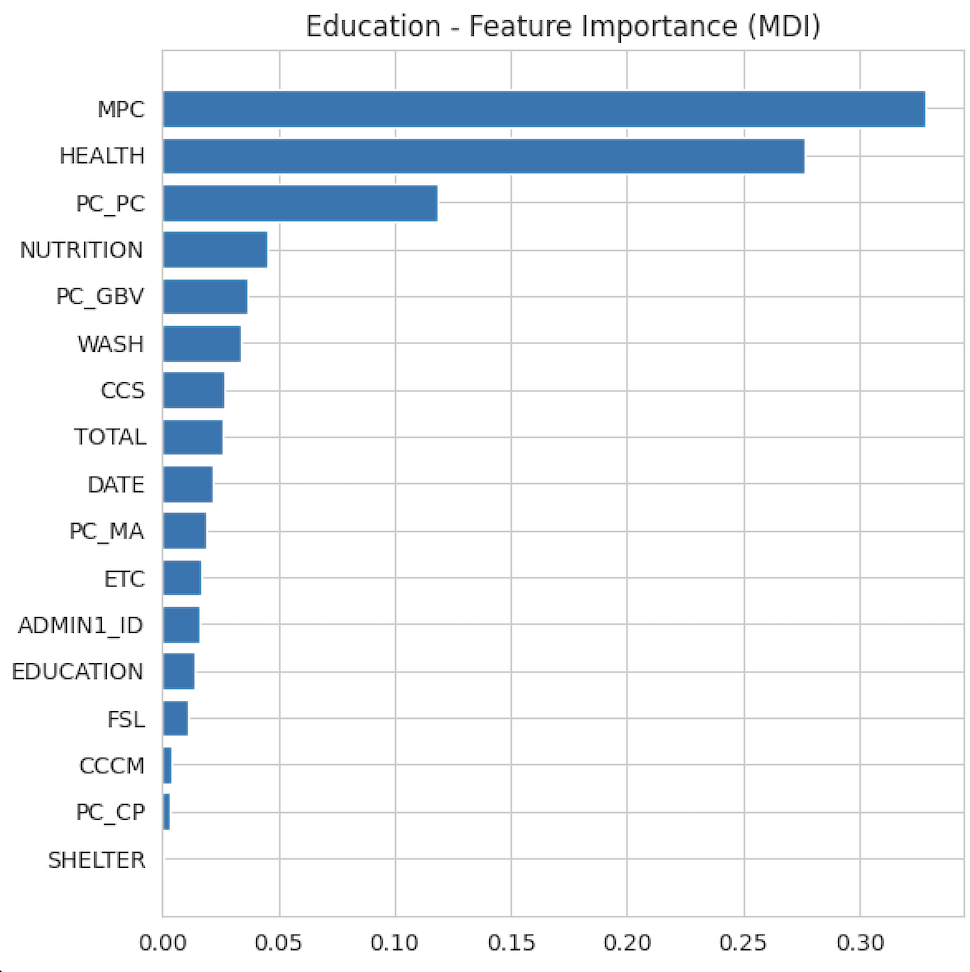 Education - Feature Importance (MDI)
MPC
HEALTH
PC_PC
NUTRITION
PC_GBV
WASH
CCS
TOTAL
DATE
PC_MA
ETC
ADMIN1_ID
EDUCATION
FSL
CCCM
PC_CP
SHELTER
0.00 0.05 0.10 0.15 0.20 0.25 0.30